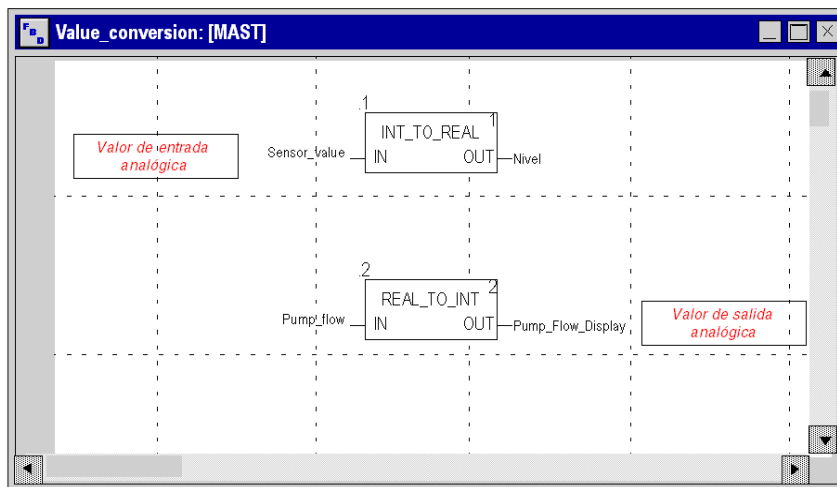 FBD
Value_conversion: [MAST]
.1
1
INT_TO_REAL
Valor de entrada
analógica
Sensor_Value
IN
OUT
Nivel
.2
2
REAL_TO_INT
Pump_flow
IN
OUT
Pump_Flow_Display
Valor de salida
analógica